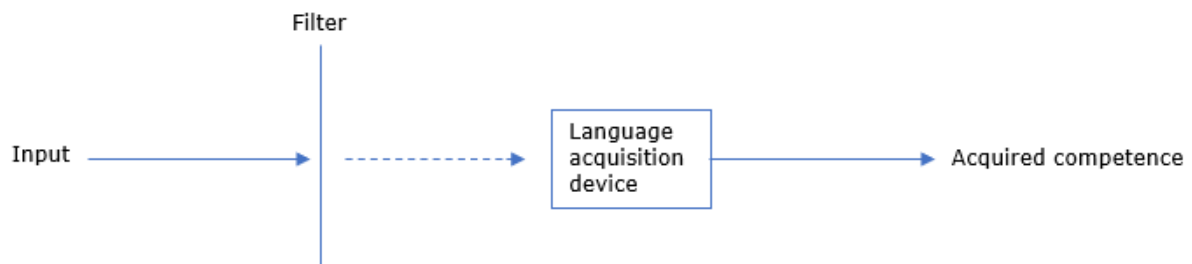 Filter
Input
Language
acquisition
device
Acquired competence